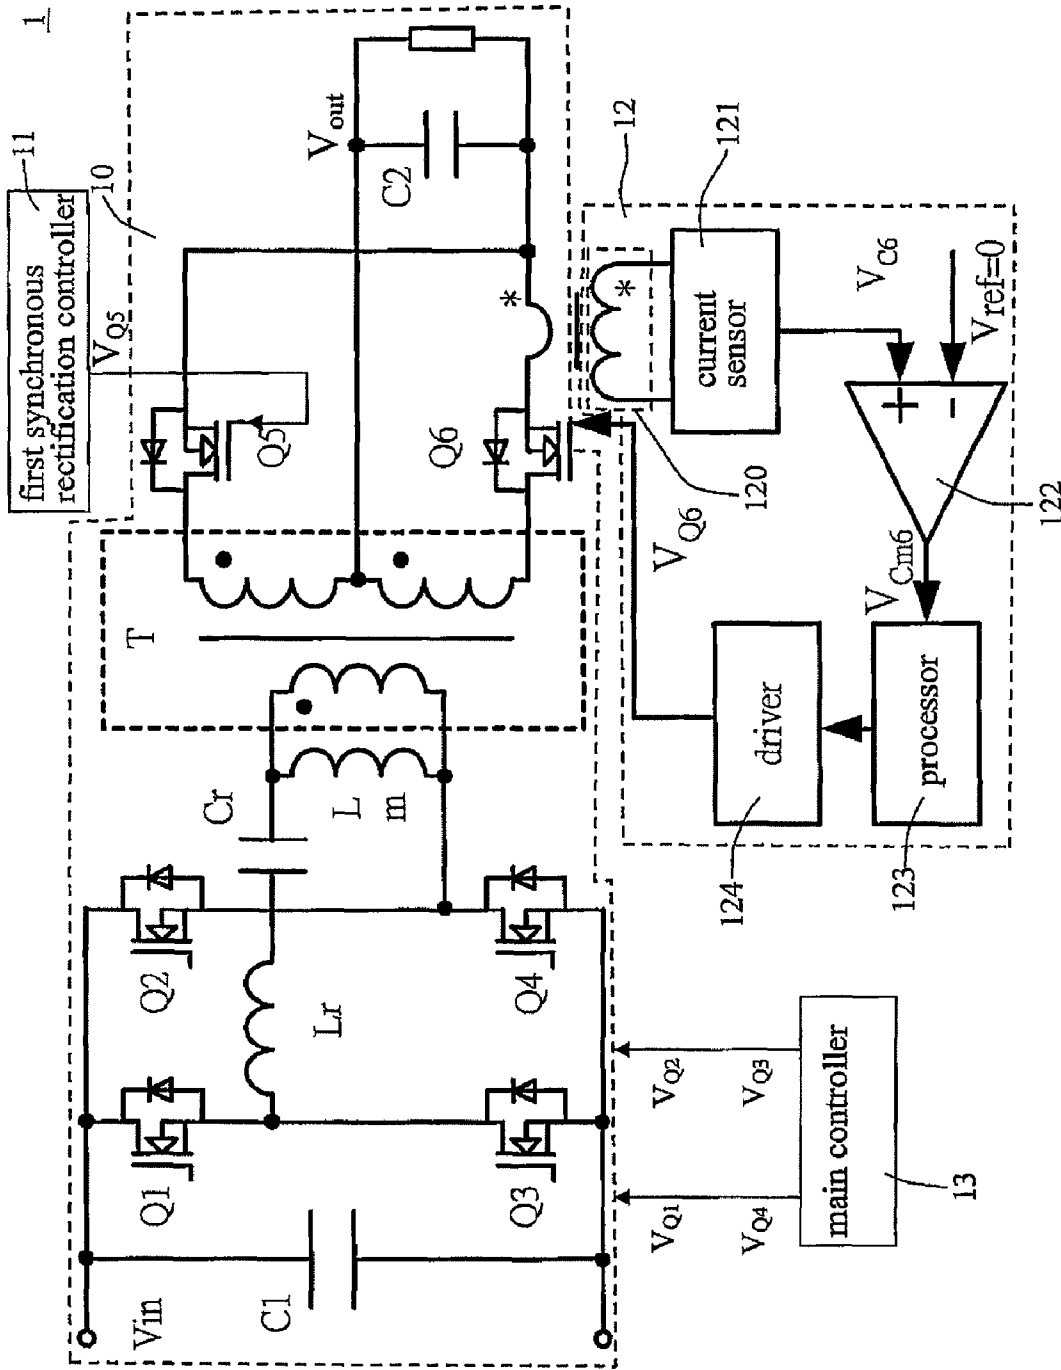 1
first synchronous
rectification controller
11
10
V_Q5
Q5
V_out
C2
Q6
T
12
121
current
sensor
*
*
120
V_C6
V_ref=0
+
-
122
V_Cm6
V_Q6
driver
124
processor
123
Cr
L
m
Lr
Q2
Q4
Q1
Q3
C1
Vin
V_Q2
V_Q3
V_Q1
V_Q4
main controller
13